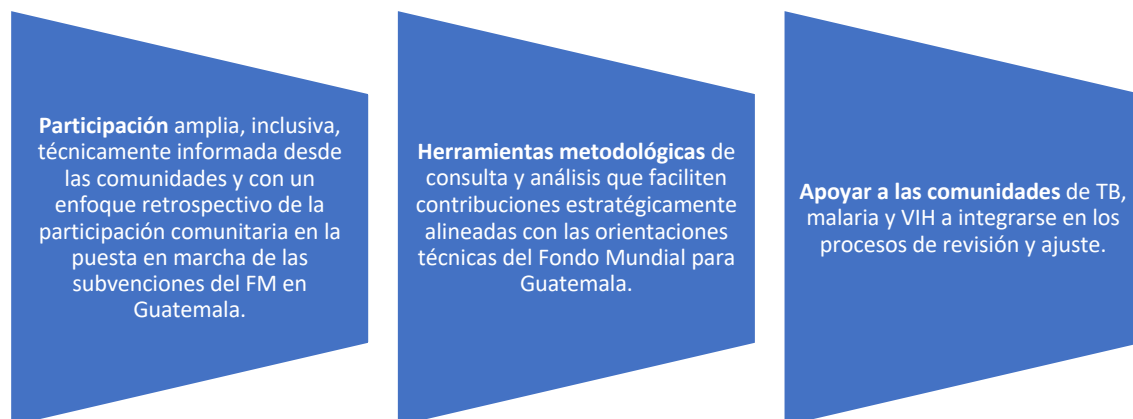 Participación amplia, inclusiva,
técnicamente informada desde
las comunidades y con un
enfoque retrospectivo de la
participación comunitaria en la
puesta en marcha de las
subvenciones del FM en
Guatemala.
Herramientas metodológicas de
consulta y análisis que faciliten
contribuciones estratégicamente
alineadas con las orientaciones
técnicas del Fondo Mundial para
Guatemala.
Apoyar a las comunidades de TB,
malaria y VIH a integrarse en los
procesos de revisión y ajuste.